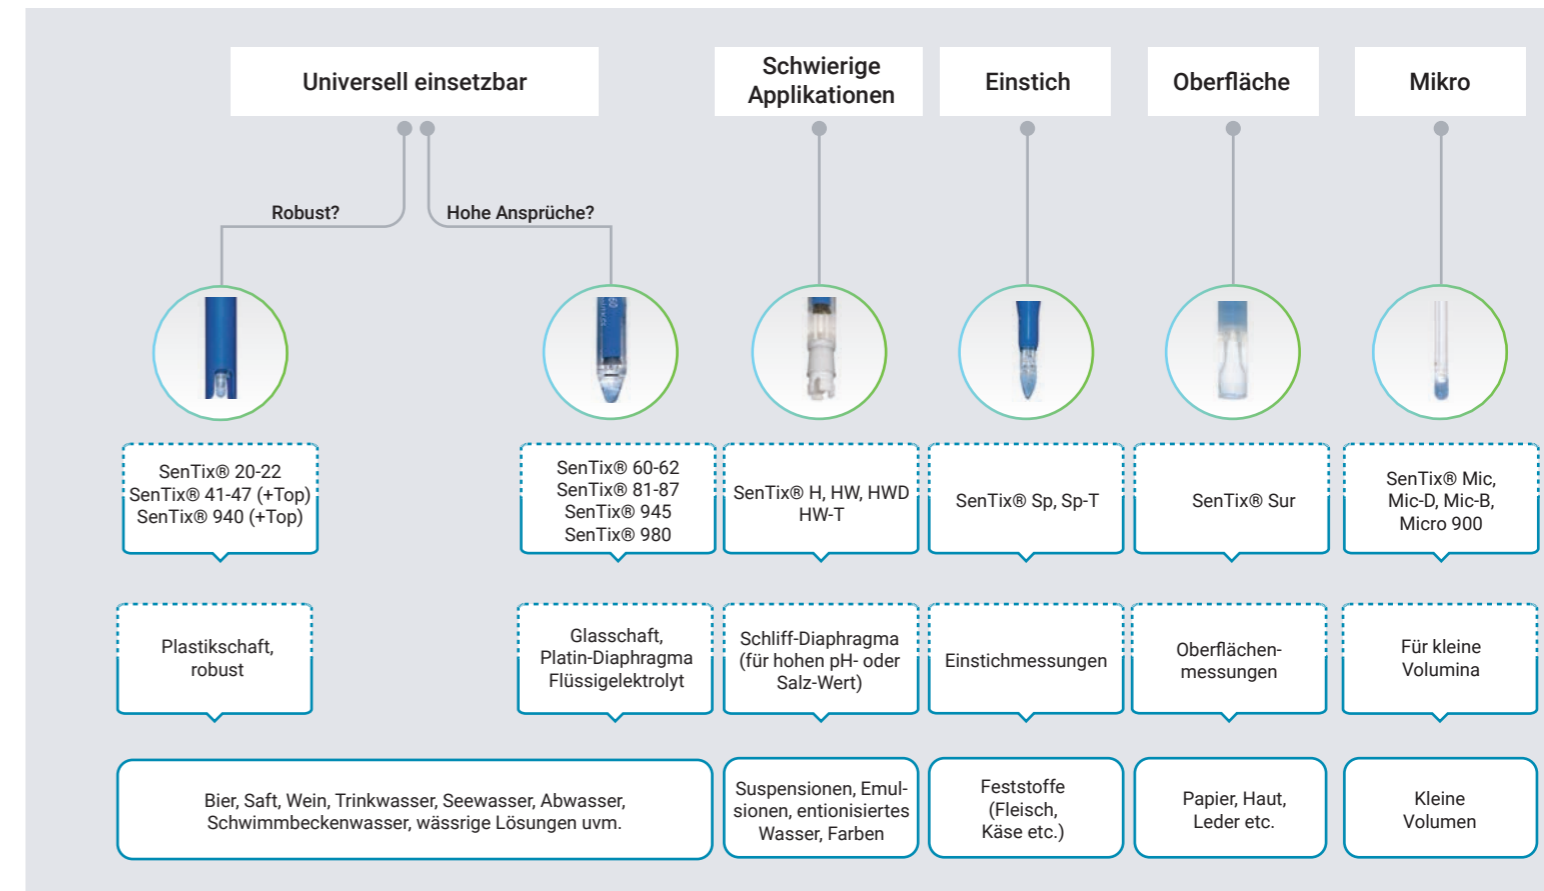 Universell einsetzbar
Schwierige
Applikationen
Einstich
Oberfläche
Mikro
Robust?
Hohe Ansprüche?
60
SenTix® 20-22
SenTix® 41-47 (+Top)
SenTix® 940 (+Top)
SenTix® 60-62
SenTix® 81-87
SenTix® 945
SenTix® 980
SenTix® H, HW, HWD
HW-T
SenTix® Sp, Sp-T
SenTix® Sur
SenTix® Mic,
Mic-D, Mic-B,
Micro 900
Plastikschaft,
robust
Glasschaft,
Platin-Diaphragma
Flüssigelektrolyt
Schliff-Diaphragma
(für hohen pH- oder
Salz-Wert)
Einstichmessungen
Oberflächen-
messungen
Für kleine
Volumina
Bier, Saft, Wein, Trinkwasser, Seewasser, Abwasser,
Schwimmbeckenwasser, wässrige Lösungen uvm.
Suspensionen, Emul-
sionen, entionisiertes
Wasser, Farben
Feststoffe
(Fleisch,
Käse etc.)
Papier, Haut,
Leder etc.
Kleine
Volumen